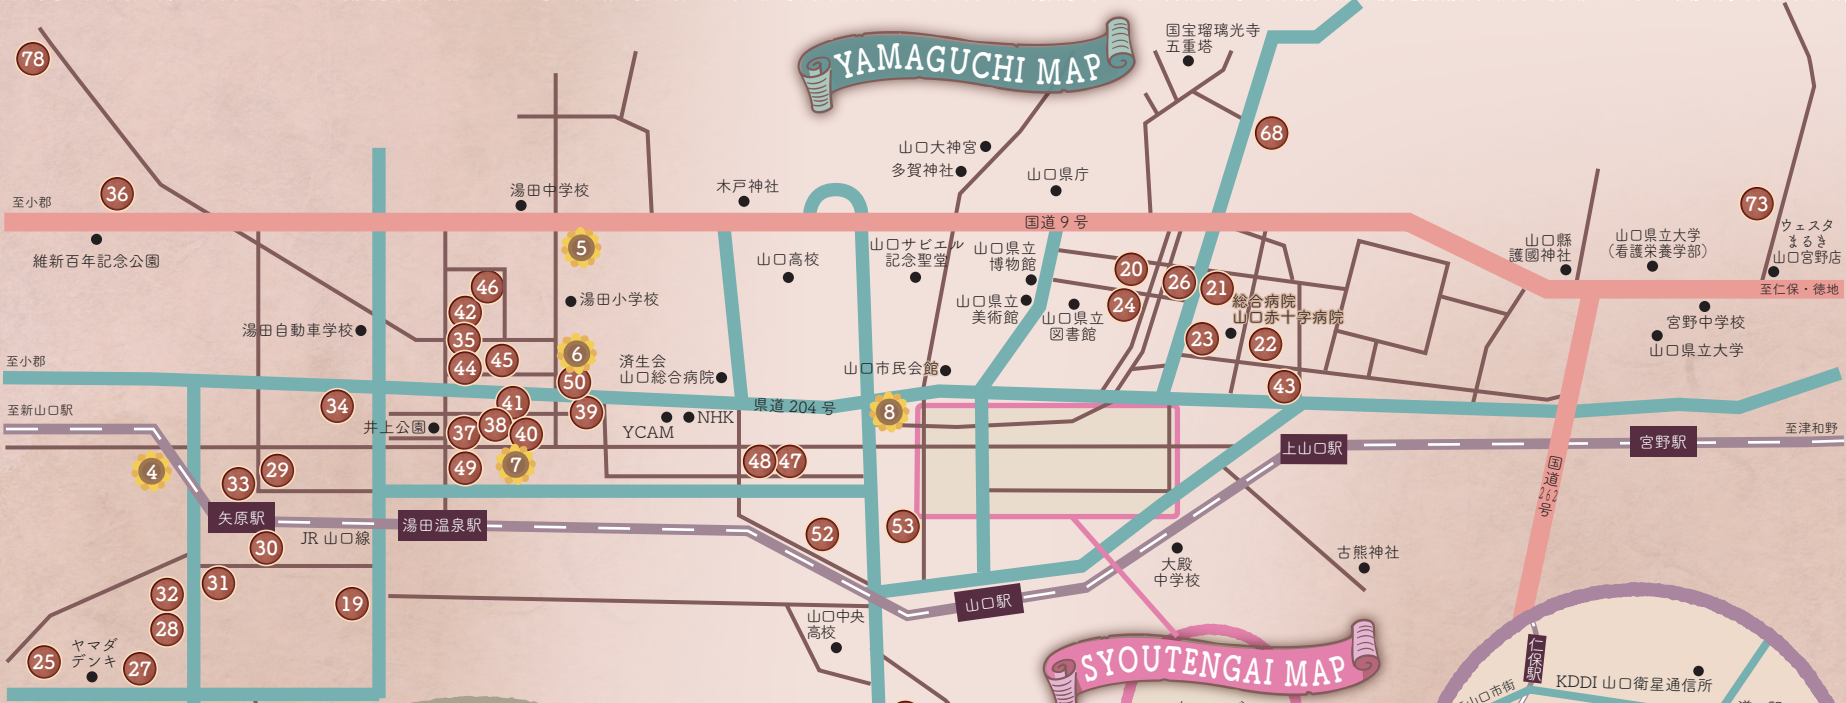 YAMAGUCHI MAP
国宝瑠璃光寺
五重塔
78
68
山口大神宮
多賀神社
山口県庁
36
至小郡
湯田中学校
木戸神社
73
国道9号
ウェスタ
まるき
山口宮野店
維新百年記念公園
5
山口高校
山口サビエル
記念聖堂
山口県立
博物館
20
26
21
24
山口縣
護國神社
山口県立大学
（看護栄養学部）
至仁保・徳地
46
42
湯田小学校
山口県立
美術館
山口県立
図書館
総合病院
山口赤十字病院
宮野中学校
山口県立大学
湯田自動車学校
35
44
45
6
50
済生会
山口総合病院
山口市民会館
23
22
43
至小郡
34
41
39
県道204号
8
至新山口駅
井上公園
37
38
40
YCAM
NHK
上山口駅
宮野駅
至津和野
4
33
29
49
7
48
47
国道262号
矢原駅
湯田温泉駅
JR 山口線
30
52
53
大殿
中学校
古熊神社
32
31
19
28
山口駅
山口中央
高校
25
ヤマダ
デンキ
27
SYOUTENGAI MAP
仁保駅
KDDI 山口衛星通信所
山口市街